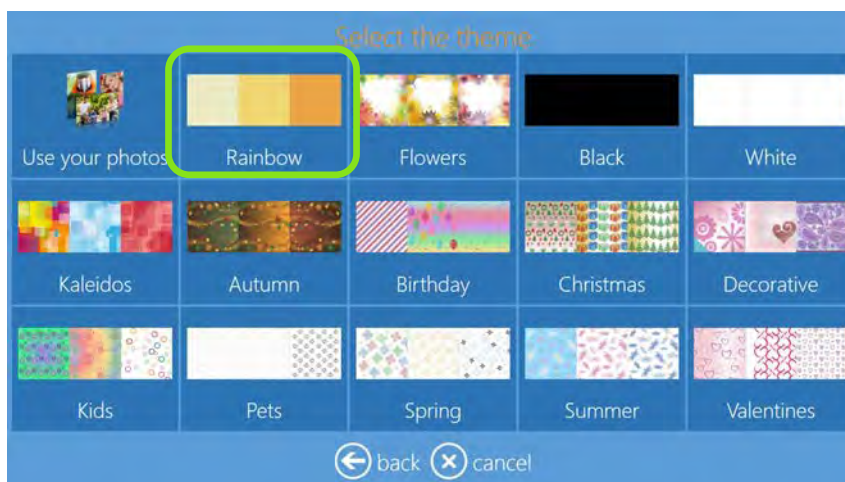 Select the theme
Use your photos Rainbow Flowers Black White
Kaleidos Autumn Birthday Christmas Decorative
Kids Pets Spring Summer Valentines
back cancel